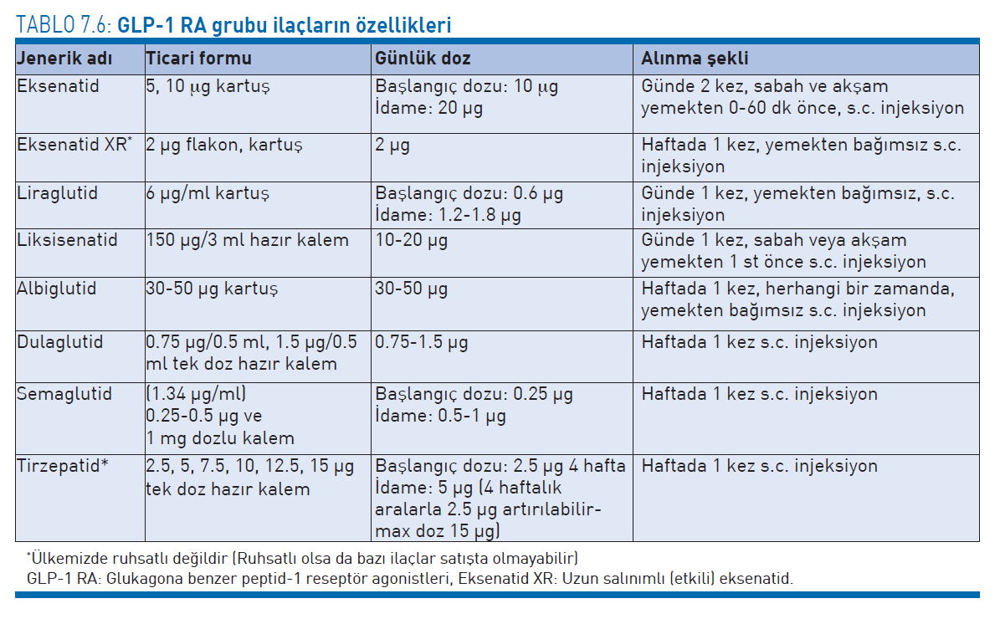 TABLO 7.6: GLP-1 RA grubu ilaçların özellikleri
Jenerik adı Ticari formu Günlük doz Alınma şekli
Eksenatid 5, 10 μg kartuş Başlangıç dozu: 10 μg Günde 2 kez, sabah ve akşam
İdame: 20 µg yemekten 0-60 dk önce, s.c. injeksiyon
Eksenatid XR* 2 µg flakon, kartuş 2 µg Haftada 1 kez, yemekten bağımsız s.c.
injeksiyon
Liraglutid 6 µg/ml kartuş Başlangıç dozu: 0.6 µg Günde 1 kez, yemekten bağımsız, s.c.
İdame: 1.2-1.8 µg injeksiyon
Liksisenatid 150 µg/3 ml hazır kalem 10-20 µg Günde 1 kez, sabah veya akşam
yemekten 1 st önce s.c. injeksiyon
Albiglutid 30-50 µg kartuş 30-50 µg Haftada 1 kez, herhangi bir zamanda,
yemekten bağımsız s.c. injeksiyon
Dulaglutid 0.75 µg/0.5 ml, 1.5 µg/0.5 0.75-1.5 µg Haftada 1 kez s.c. injeksiyon
ml tek doz hazır kalem
Semaglutid (1.34 µg/ml) Başlangıç dozu: 0.25 µg Haftada 1 kez s.c. injeksiyon
0.25-0.5 µg ve İdame: 0.5-1 µg
1 mg dozlu kalem
Tirzepatid* 2.5, 5, 7.5, 10, 12.5, 15 µg Başlangıç dozu: 2.5 µg 4 hafta Haftada 1 kez s.c. injeksiyon
tek doz hazır kalem İdame: 5 µg (4 haftalık
aralarla 2.5 µg artırılabilir-
max doz 15 µg)
*Ülkemizde ruhsatlı değildir (Ruhsatlı olsa da bazı ilaçlar satışta olmayabilir)
GLP-1 RA: Glukagona benzer peptid-1 reseptör agonistleri, Eksenatid XR: Uzun salınımlı (etkili) eksenatid.